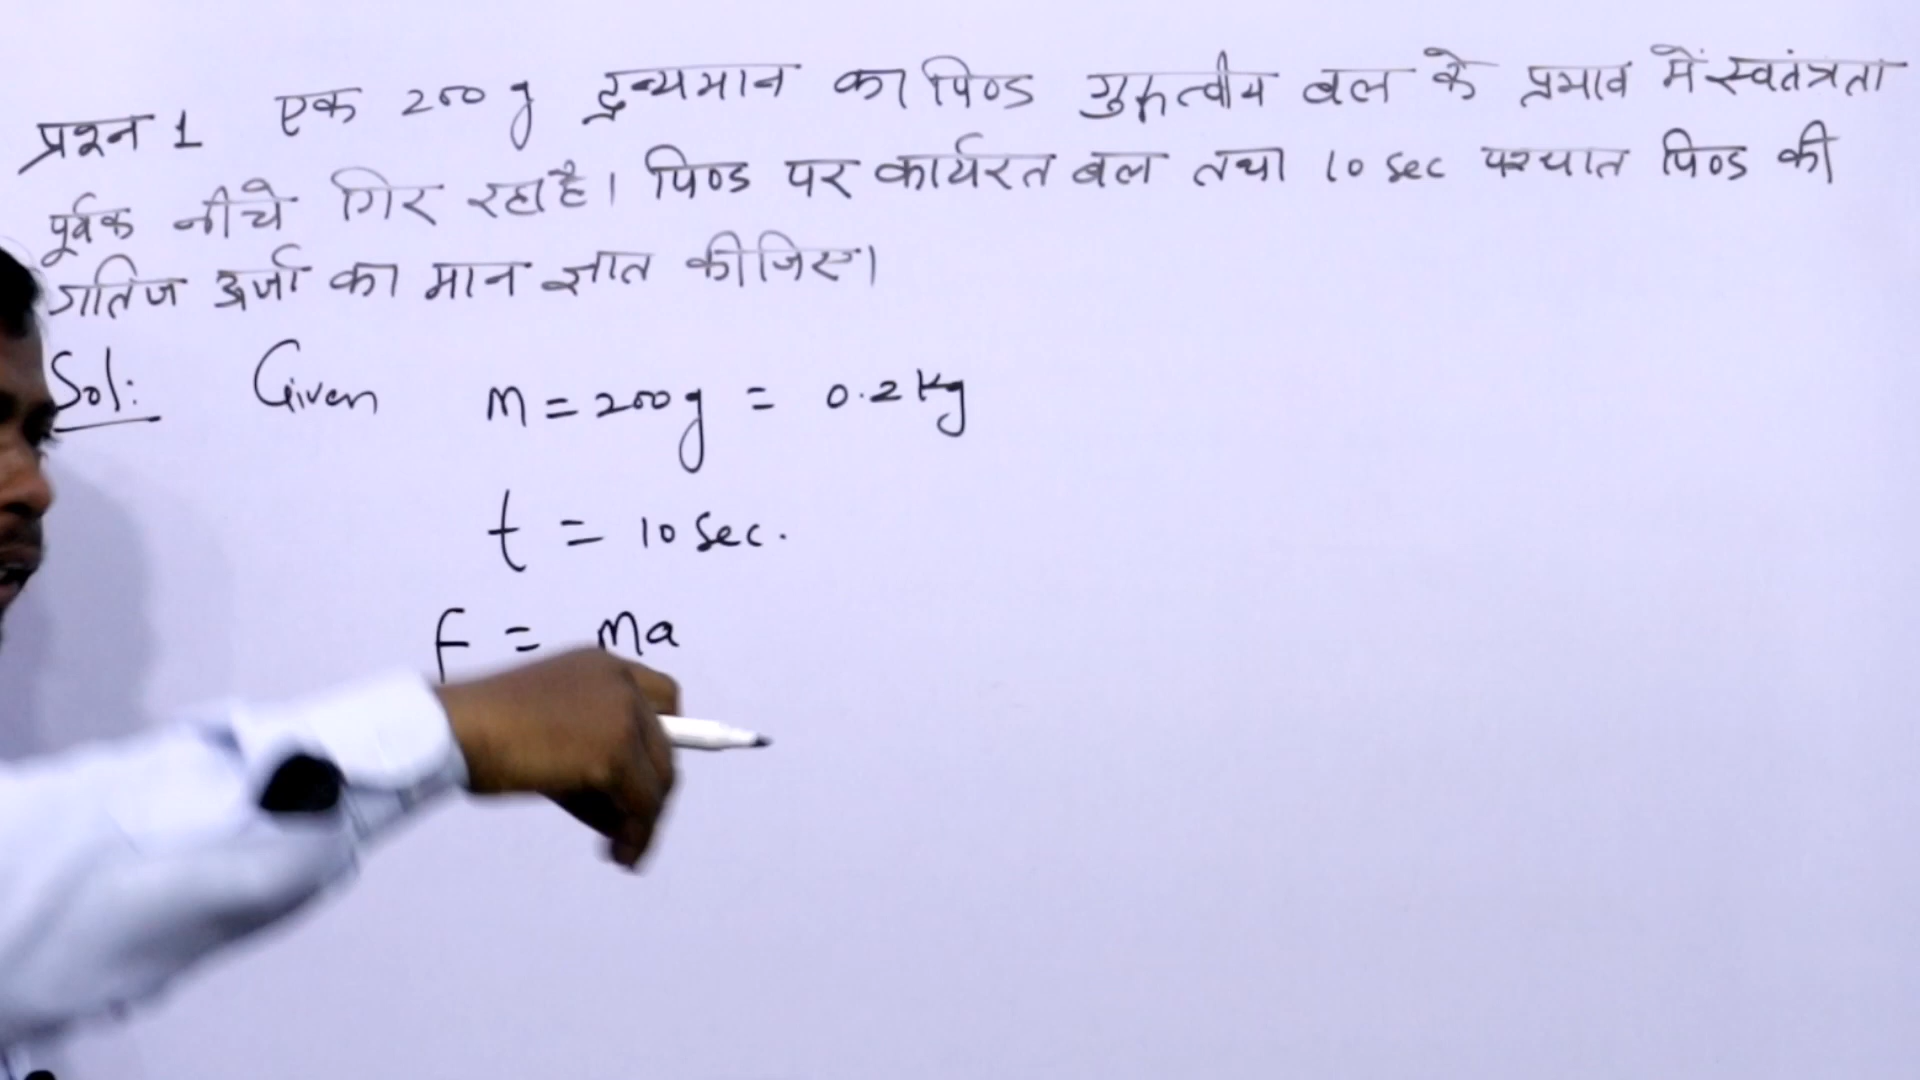 प्रश्न 1 एक 200 g द्रव्यमान का पिण्ड गुरुत्वीय बल के प्रभाव में स्वतंत्रता
पूर्वक नीचे गिर रहा है। पिण्ड पर कार्यरत बल तथा 10 sec पश्चात पिण्ड की
गतिज ऊर्जा का मान ज्ञात कीजिए।
Sol: Given m = 200 g = 0.2 kg
t = 10 sec.
F = ma